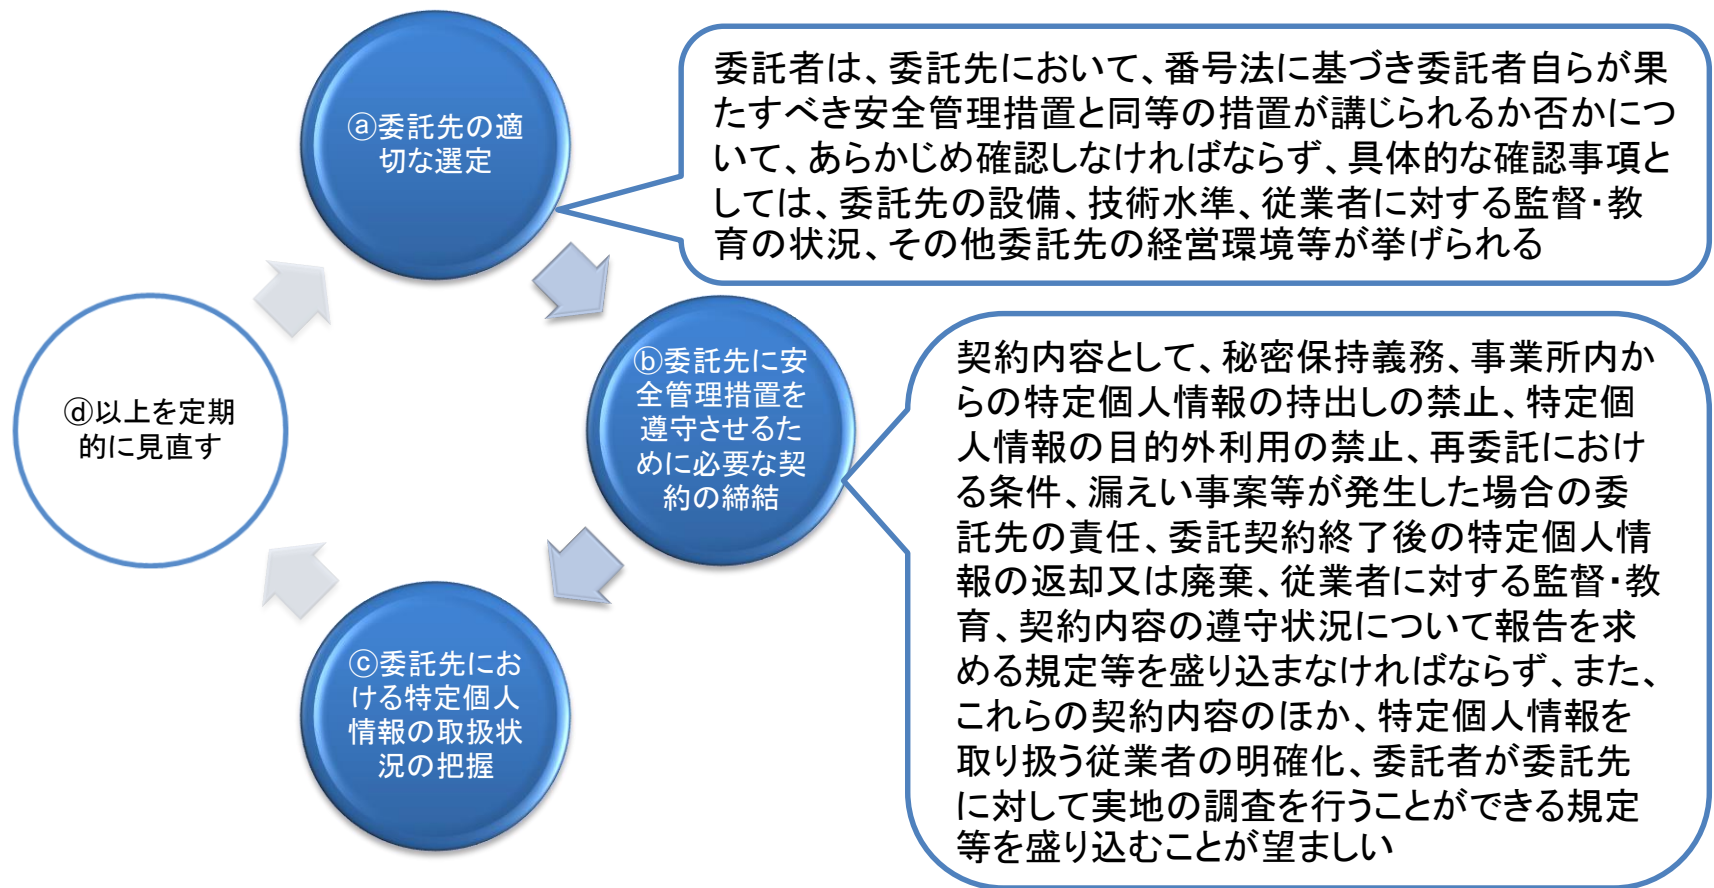 ⓐ委託先の適
切な選定
委託者は、委託先において、番号法に基づき委託者自らが果
たすべき安全管理措置と同等の措置が講じられるか否かにつ
いて、あらかじめ確認しなければならず、具体的な確認事項と
しては、委託先の設備、技術水準、従業者に対する監督・教
育の状況、その他委託先の経営環境等が挙げられる
ⓑ委託先に安
全管理措置を
遵守させるた
めに必要な契
約の締結
契約内容として、秘密保持義務、事業所内か
らの特定個人情報の持出しの禁止、特定個
人情報の目的外利用の禁止、再委託におけ
る条件、漏えい事案等が発生した場合の委
託先の責任、委託契約終了後の特定個人情
報の返却又は廃棄、従業者に対する監督・教
育、契約内容の遵守状況について報告を求
める規定等を盛り込まなければならず、また、
これらの契約内容のほか、特定個人情報を
取り扱う従業者の明確化、委託者が委託先
に対して実地の調査を行うことができる規定
等を盛り込むことが望ましい
ⓒ委託先にお
ける特定個人
情報の取扱状
況の把握
ⓓ以上を定期
的に見直す